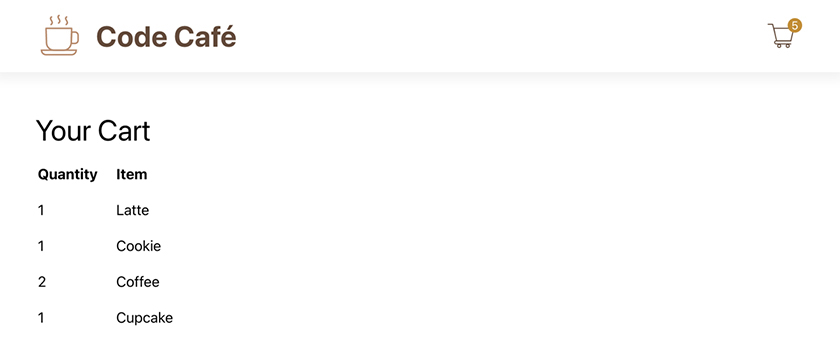 Code Café
5
Your Cart
Quantity Item
1 Latte
1 Cookie
2 Coffee
1 Cupcake